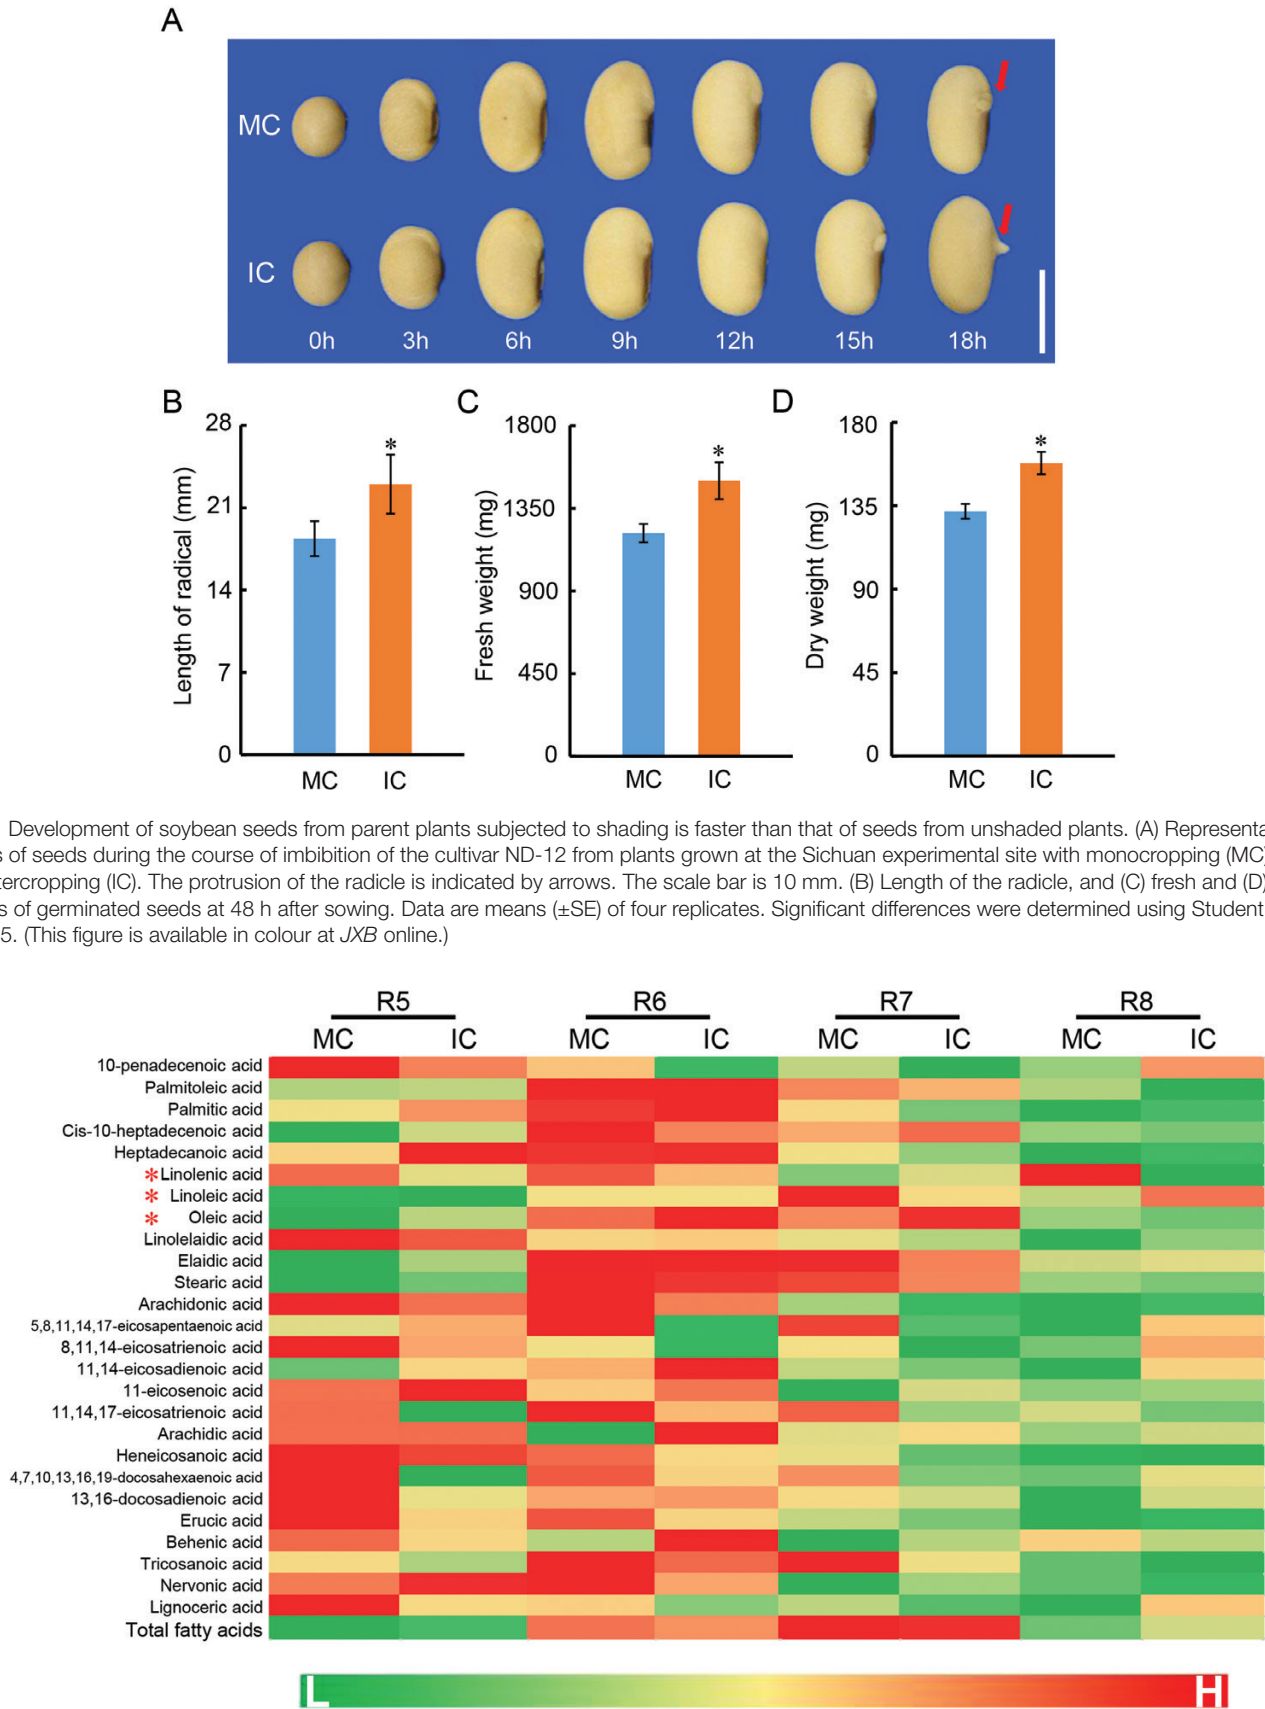 A
MC
IC
0h 3h 6h 9h 12h 15h 18h
B C D
28
21
14
7
0
Length of radical (mm)
MC IC
*
1800
1350
900
450
0
Fresh weight (mg)
MC IC
*
180
135
90
45
0
Dry weight (mg)
MC IC
*
Development of soybean seeds from parent plants subjected to shading is faster than that of seeds from unshaded plants. (A) Representa
s of seeds during the course of imbibition of the cultivar ND-12 from plants grown at the Sichuan experimental site with monocropping (MC)
tercropping (IC). The protrusion of the radicle is indicated by arrows. The scale bar is 10 mm. (B) Length of the radicle, and (C) fresh and (D)
s of germinated seeds at 48 h after sowing. Data are means (±SE) of four replicates. Significant differences were determined using Student
5. (This figure is available in colour at JXB online.)
R5 R6 R7 R8
MC IC MC IC MC IC MC IC
10-penadecenoic acid
Palmitoleic acid
Palmitic acid
Cis-10-heptadecenoic acid
Heptadecanoic acid
*Linolenic acid
* Linoleic acid
* Oleic acid
Linolelaidic acid
Elaidic acid
Stearic acid
Arachidonic acid
5,8,11,14,17-eicosapentaenoic acid
8,11,14-eicosatrienoic acid
11,14-eicosadienoic acid
11-eicosenoic acid
11,14,17-eicosatrienoic acid
Arachidic acid
Heneicosanoic acid
4,7,10,13,16,19-docosahexaenoic acid
13,16-docosadienoic acid
Erucic acid
Behenic acid
Tricosanoic acid
Nervonic acid
Lignoceric acid
Total fatty acids
L H